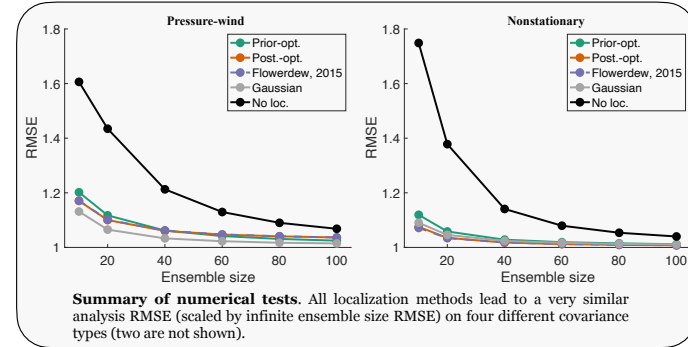 Pressure-wind
Nonstationary
1.8
1.6
1.4
1.2
1
RMSE
20
40
60
80
100
Ensemble size
Prior-opt.
Post.-opt.
Flowerdew, 2015
Gaussian
No loc.
1.8
1.6
1.4
1.2
1
RMSE
20
40
60
80
100
Ensemble size
Prior-opt.
Post.-opt.
Flowerdew, 2015
Gaussian
No loc.
Summary of numerical tests. All localization methods lead to a very similar
analysis RMSE (scaled by infinite ensemble size RMSE) on four different covariance
types (two are not shown).